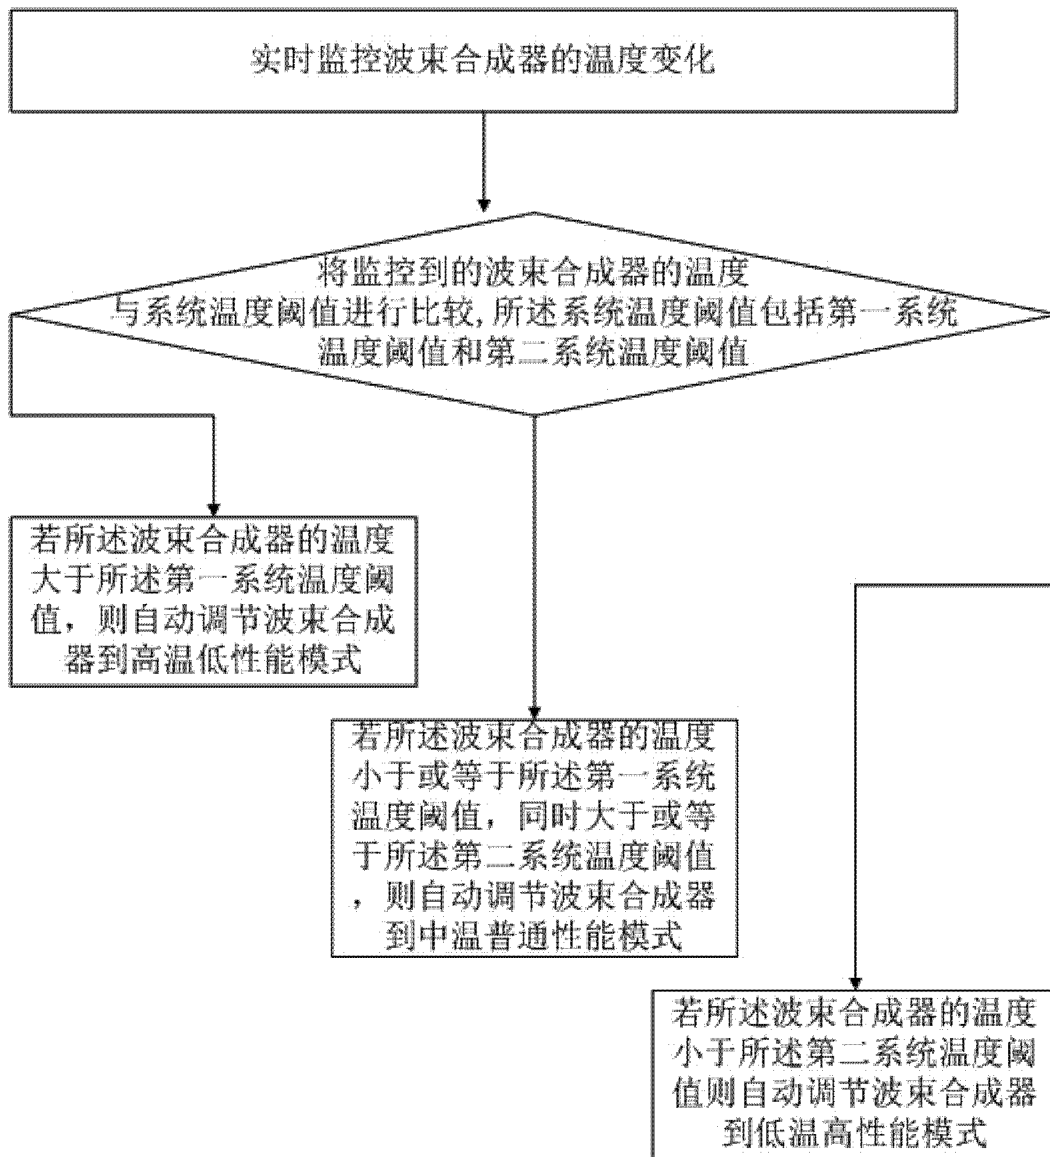 实时监控波束合成器的温度变化
将监控到的波束合成器的温度
与系统温度阈值进行比较,所述系统温度阈值包括第一系统
温度阈值和第二系统温度阈值
若所述波束合成器的温度
大于所述第一系统温度阈
值，则自动调节波束合成
器到高温低性能模式
若所述波束合成器的温度
小于或等于所述第一系统
温度阈值，同时大于或等
于所述第二系统温度阈值
，则自动调节波束合成器
到中温普通性能模式
若所述波束合成器的温度
小于所述第二系统温度阈
值则自动调节波束合成器
到低温高性能模式